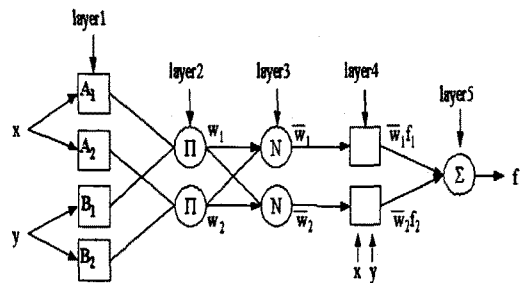 layer1
layer2
layer3
layer4
layer5
A₁
A₂
B₁
B₂
x
y
Π
Π
w₁
w₂
N
N
w̅₁
w̅₂
w̅₁f₁
w̅₂f₂
x y
Σ
f